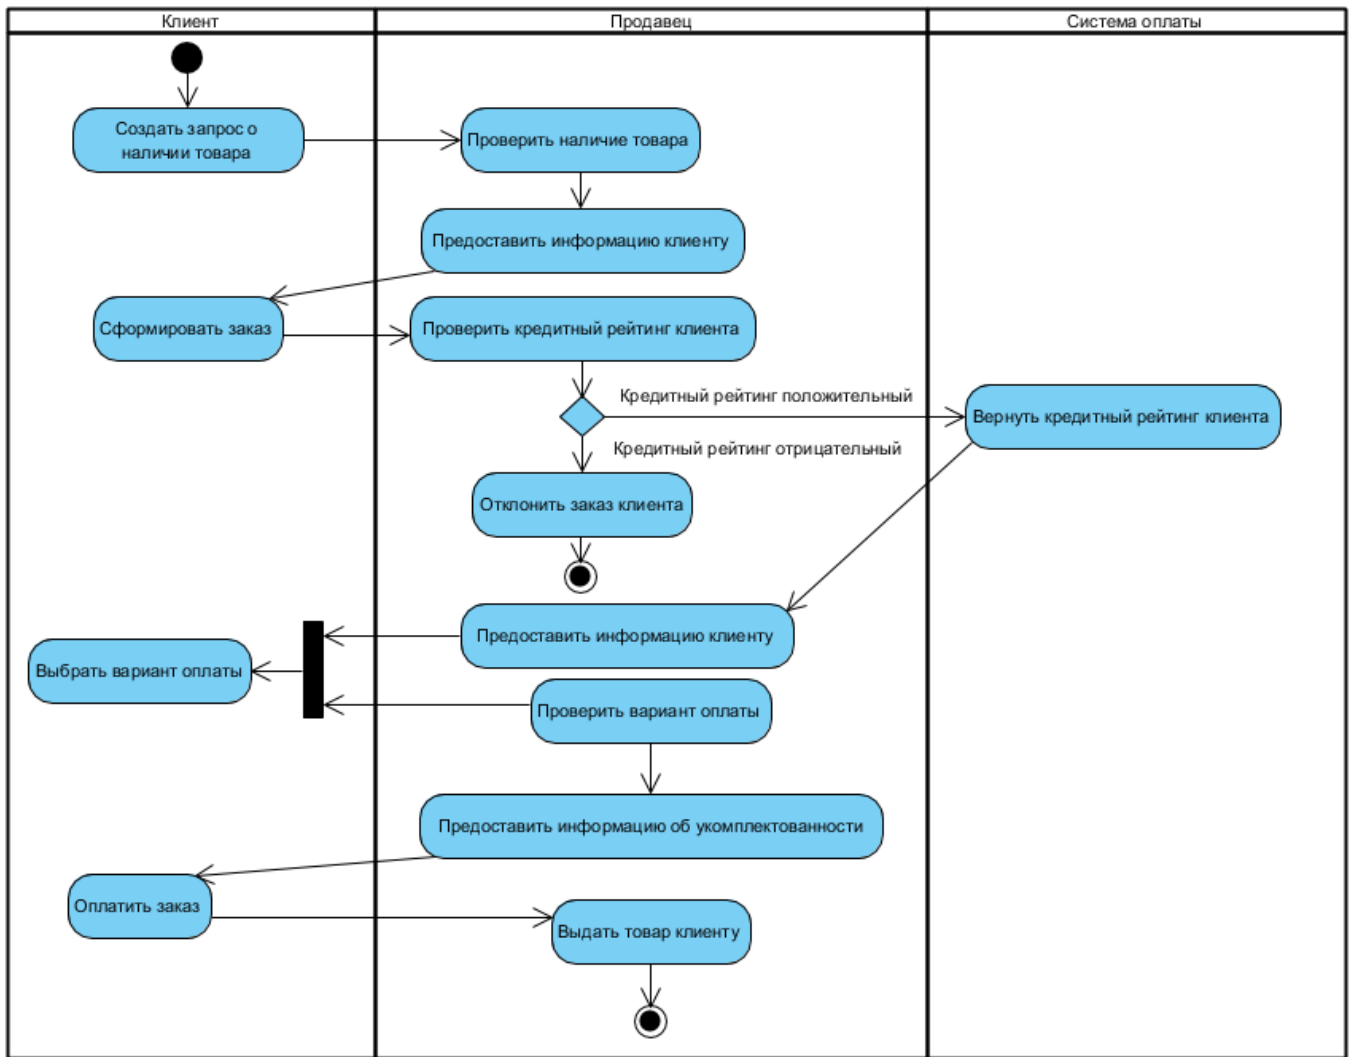 Клиент
Продавец
Система оплаты
Создать запрос о
наличии товара
Проверить наличие товара
Предоставить информацию клиенту
Сформировать заказ
Проверить кредитный рейтинг клиента
Кредитный рейтинг положительный
Вернуть кредитный рейтинг клиента
Кредитный рейтинг отрицательный
Отклонить заказ клиента
Предоставить информацию клиенту
Выбрать вариант оплаты
Проверить вариант оплаты
Предоставить информацию об укомплектованности
Оплатить заказ
Выдать товар клиенту